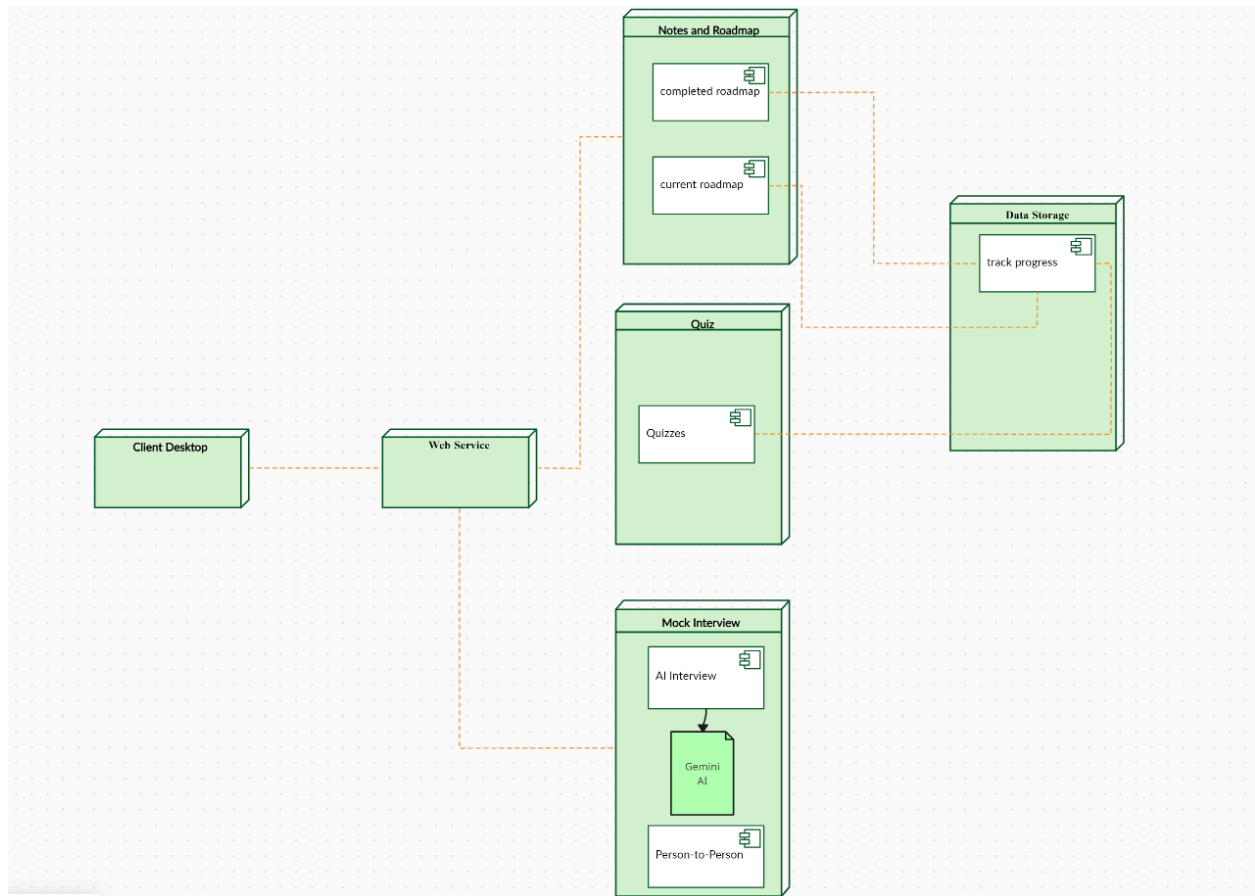 Notes and Roadmap
completed roadmap
current roadmap
Data Storage
track progress
Quiz
Quizzes
Client Desktop
Web Service
Mock Interview
AI Interview
Gemini
AI
Person-to-Person